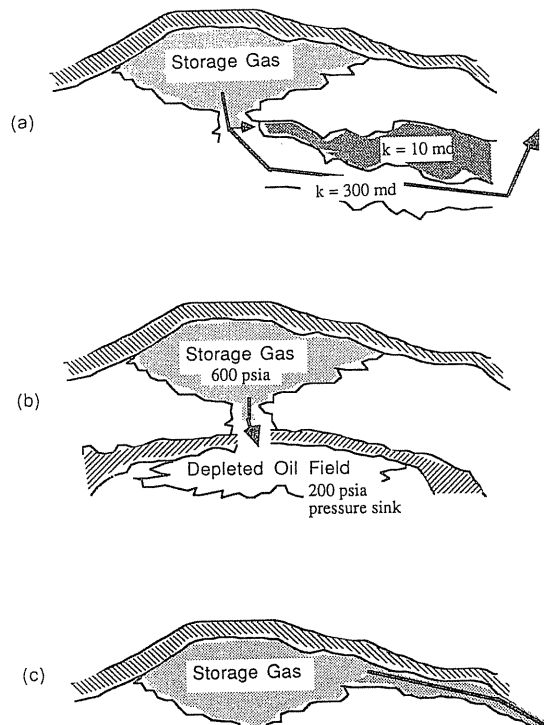 Storage Gas
(a)
k = 10 md
k = 300 md
Storage Gas
600 psia
(b)
Depleted Oil Field
200 psia
pressure sink
(c)
Storage Gas